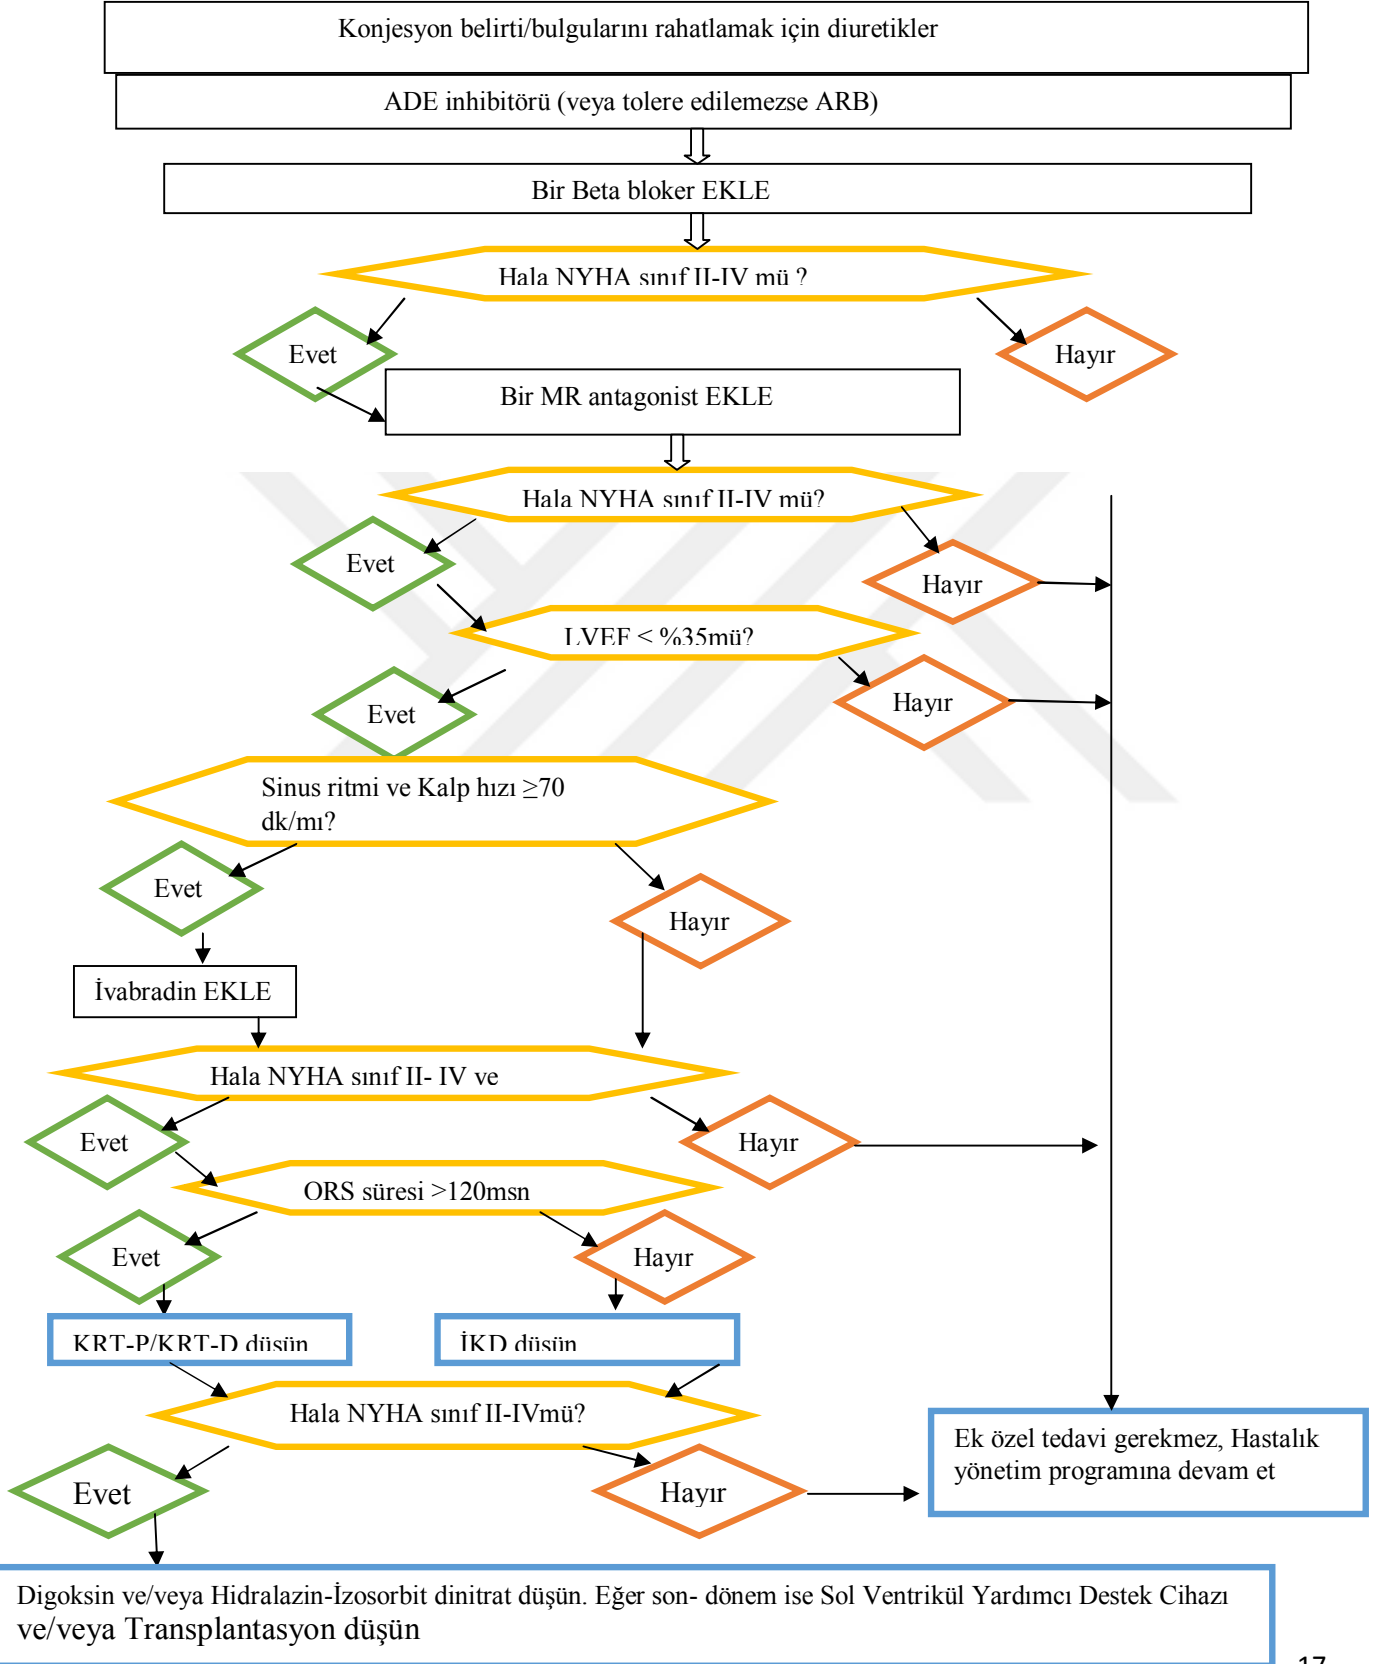 Konjesyon belirti/bulgularını rahatlamak için diuretikler
ADE inhibitörü (veya tolere edilemezse ARB)
Bir Beta bloker EKLE
Hala NYHA sınıf II-IV mü ?
Evet
Hayır
Bir MR antagonist EKLE
Hala NYHA sınıf II-IV mü?
Evet
Hayır
LVEF < %35mü?
Evet
Hayır
Sinus ritmi ve Kalp hızı ≥70
dk/mı?
Evet
Hayır
İvabradin EKLE
Hala NYHA sınıf II- IV ve
Evet
Hayır
QRS süresi >120msn
Evet
Hayır
KRT-P/KRT-D düşün
İKD düşün
Hala NYHA sınıf II-IVmü?
Evet
Hayır
Ek özel tedavi gerekmez, Hastalık
yönetim programına devam et
Digoksin ve/veya Hidralazin-İzosorbit dinitrat düşün. Eğer son- dönem ise Sol Ventrikül Yardımcı Destek Cihazı
ve/veya Transplantasyon düşün
17